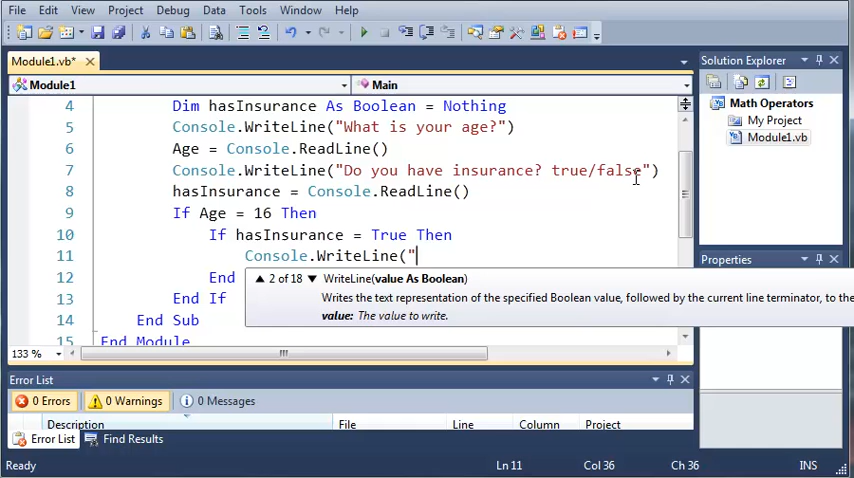 File Edit View Project Debug Data Tools Window Help
Module1.vb* ×
Module1
Main
4 Dim hasInsurance As Boolean = Nothing
5 Console.WriteLine("What is your age?")
6 Age = Console.ReadLine()
7 Console.WriteLine("Do you have insurance? true/false")
8 hasInsurance = Console.ReadLine()
9 If Age = 16 Then
10 If hasInsurance = True Then
11 Console.WriteLine("
12 End
13 End If
14 End Sub
15 End Module
▲ 2 of 18 ▼ WriteLine(value As Boolean)
Writes the text representation of the specified Boolean value, followed by the current line terminator, to the
value: The value to write.
133 %
Solution Explorer
Math Operators
My Project
Module1.vb
Properties
Error List
0 Errors 0 Warnings 0 Messages
Description File Line Column Project
Error List Find Results
Ready Ln 11 Col 36 Ch 36 INS